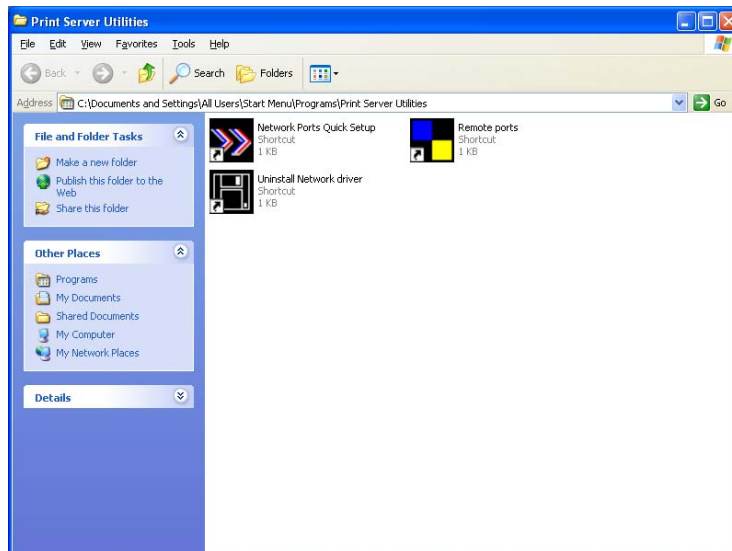 Print Server Utilities
File Edit View Favorites Tools Help
Back Search Folders
Address C:\Documents and Settings\All Users\Start Menu\Programs\Print Server Utilities Go
File and Folder Tasks
Make a new folder
Publish this folder to the
Web
Share this folder
Other Places
Programs
My Documents
Shared Documents
My Computer
My Network Places
Details
Network Ports Quick Setup
Shortcut
1 KB
Remote ports
Shortcut
1 KB
Uninstall Network driver
Shortcut
1 KB